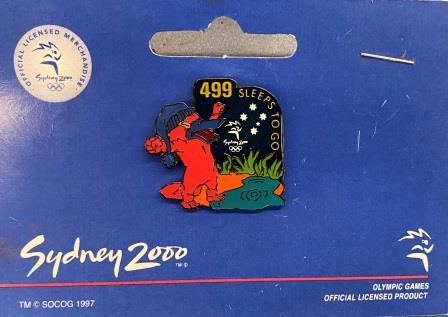 OFFICIAL LICENSED MERCHANDISE
Sydney 2000
499
SLEEPS TO GO
Sydney 2000
Sydney 2000 TM©
TM © SOCOG 1997
OLYMPIC GAMES
OFFICIAL LICENSED PRODUCT